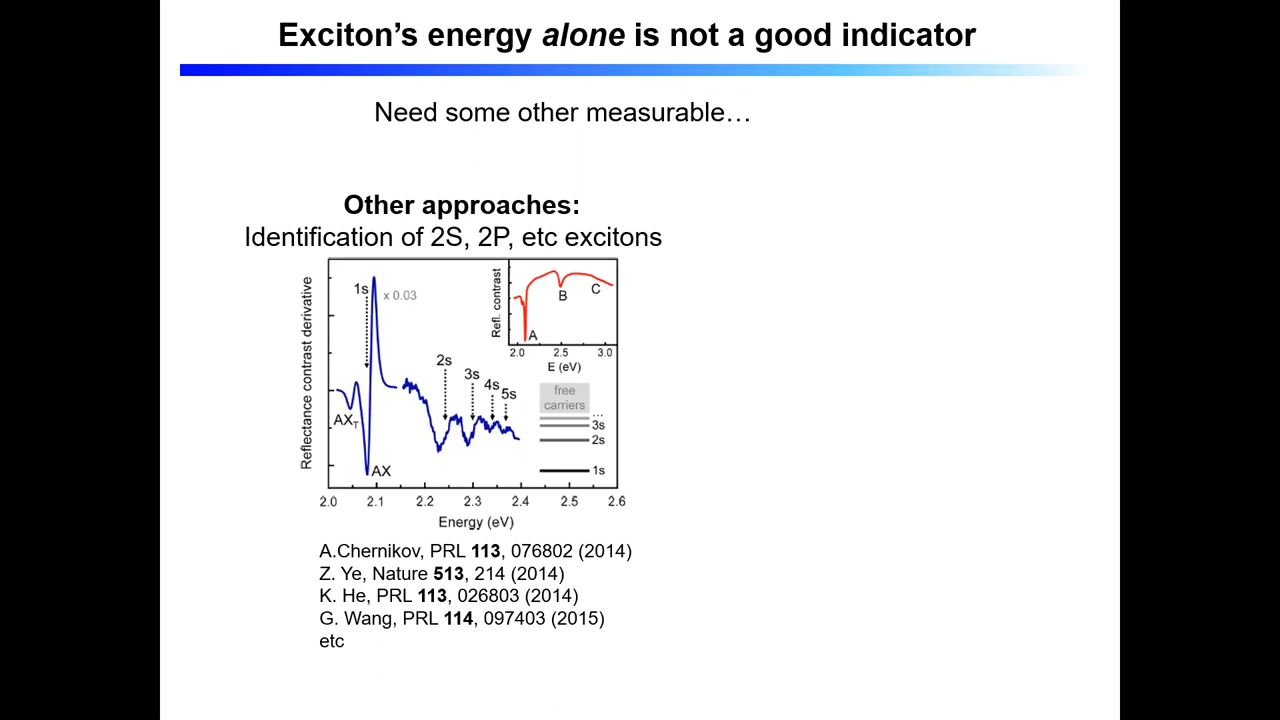 Exciton’s energy alone is not a good indicator
Need some other measurable…
Other approaches:
Identification of 2S, 2P, etc excitons
Reflectance contrast derivative
1s
x 0.03
AXT
AX
2s
3s
4s
5s
Refl. contrast
A
B
C
2.0 2.5 3.0
E (eV)
free
carriers
...
3s
2s
1s
2.0 2.1 2.2 2.3 2.4 2.5 2.6
Energy (eV)
A.Chernikov, PRL 113, 076802 (2014)
Z. Ye, Nature 513, 214 (2014)
K. He, PRL 113, 026803 (2014)
G. Wang, PRL 114, 097403 (2015)
etc